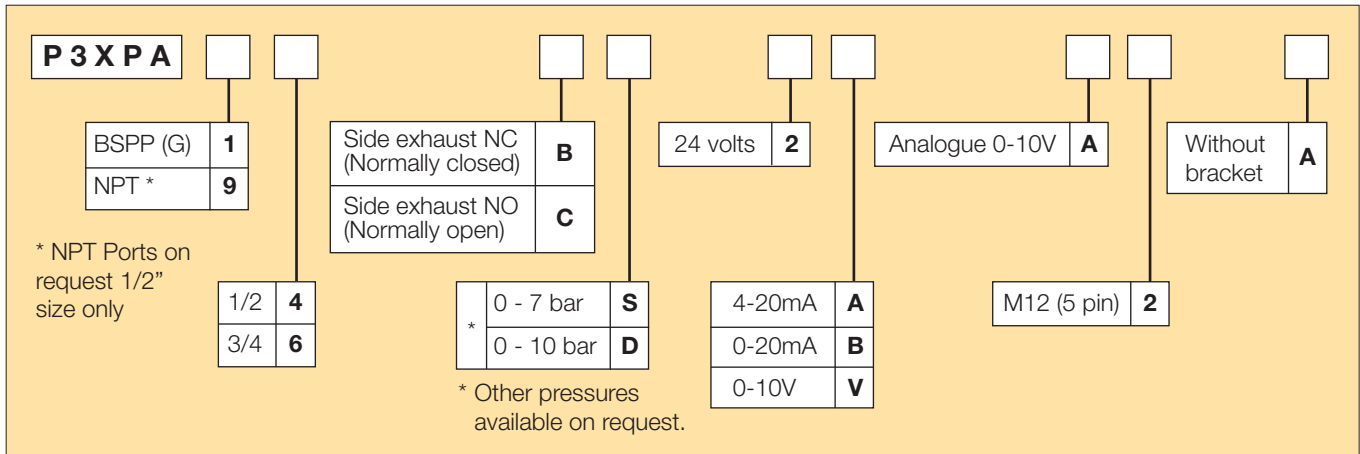 P3XPA
BSPP (G) 1
NPT * 9
* NPT Ports on
request 1/2”
size only
1/2 4
3/4 6
Side exhaust NC
(Normally closed) B
Side exhaust NO
(Normally open) C
* 0 - 7 bar S
0 - 10 bar D
* Other pressures
available on request.
24 volts 2
4-20mA A
0-20mA B
0-10V V
Analogue 0-10V A
M12 (5 pin) 2
Without
bracket A